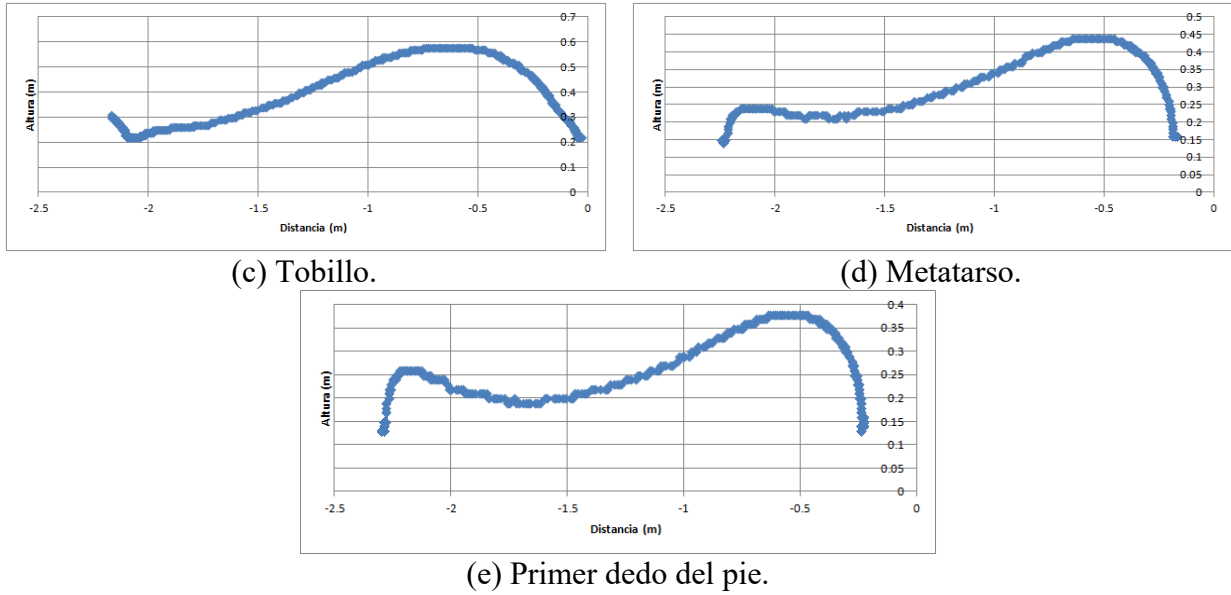 0.7
0.6
0.5
0.4
0.3
0.2
0.1
0
Altura (m)
-2.5 -2 -1.5 -1 -0.5 0
Distancia (m)
(c) Tobillo.
0.5
0.45
0.4
0.35
0.3
0.25
0.2
0.15
0.1
0.05
0
Altura (m)
-2.5 -2 -1.5 -1 -0.5 0
Distancia (m)
(d) Metatarso.
0.4
0.35
0.3
0.25
0.2
0.15
0.1
0.05
0
Altura (m)
-2.5 -2 -1.5 -1 -0.5 0
Distancia (m)
(e) Primer dedo del pie.